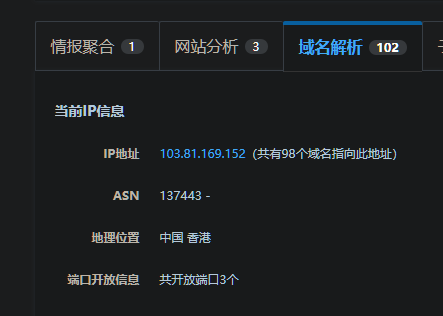 情报聚合 1 网站分析 3 域名解析 102
当前IP信息
IP地址 103.81.169.152 (共有98个域名指向此地址)
ASN 137443 -
地理位置 中国 香港
端口开放信息 共开放端口3个